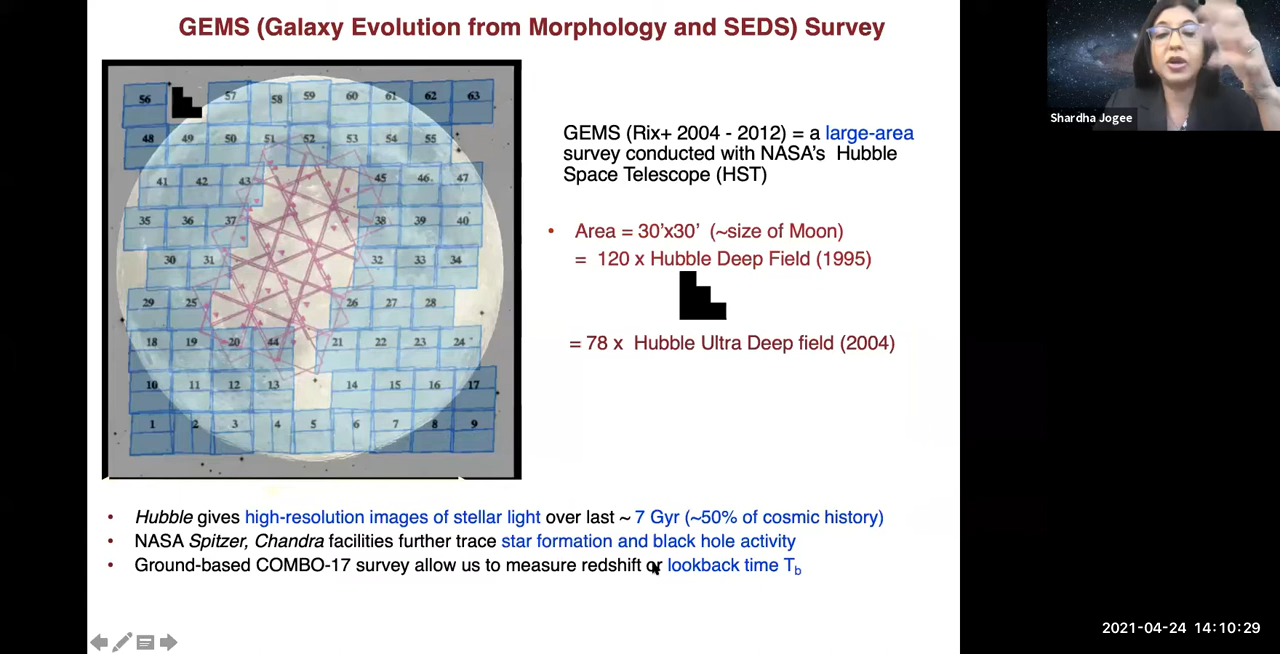 GEMS (Galaxy Evolution from Morphology and SEDS) Survey
56 57 58 59 60 61 62 63
48 49 50 51 52 53 54 55
41 42 43 45 46 47
35 36 37 38 39 40
30 31 32 33 34
29 25 26 27 28
18 19 20 44 21 22 23 24
10 11 12 13 14 15 16 17
1 2 3 4 5 6 7 8 9
GEMS (Rix+ 2004 - 2012) = a large-area
survey conducted with NASA's Hubble
Space Telescope (HST)
• Area = 30'x30' (~size of Moon)
= 120 x Hubble Deep Field (1995)
= 78 x Hubble Ultra Deep field (2004)
• Hubble gives high-resolution images of stellar light over last ~ 7 Gyr (~50% of cosmic history)
• NASA Spitzer, Chandra facilities further trace star formation and black hole activity
• Ground-based COMBO-17 survey allow us to measure redshift or lookback time Tb
Shardha Jogee
2021-04-24 14:10:29